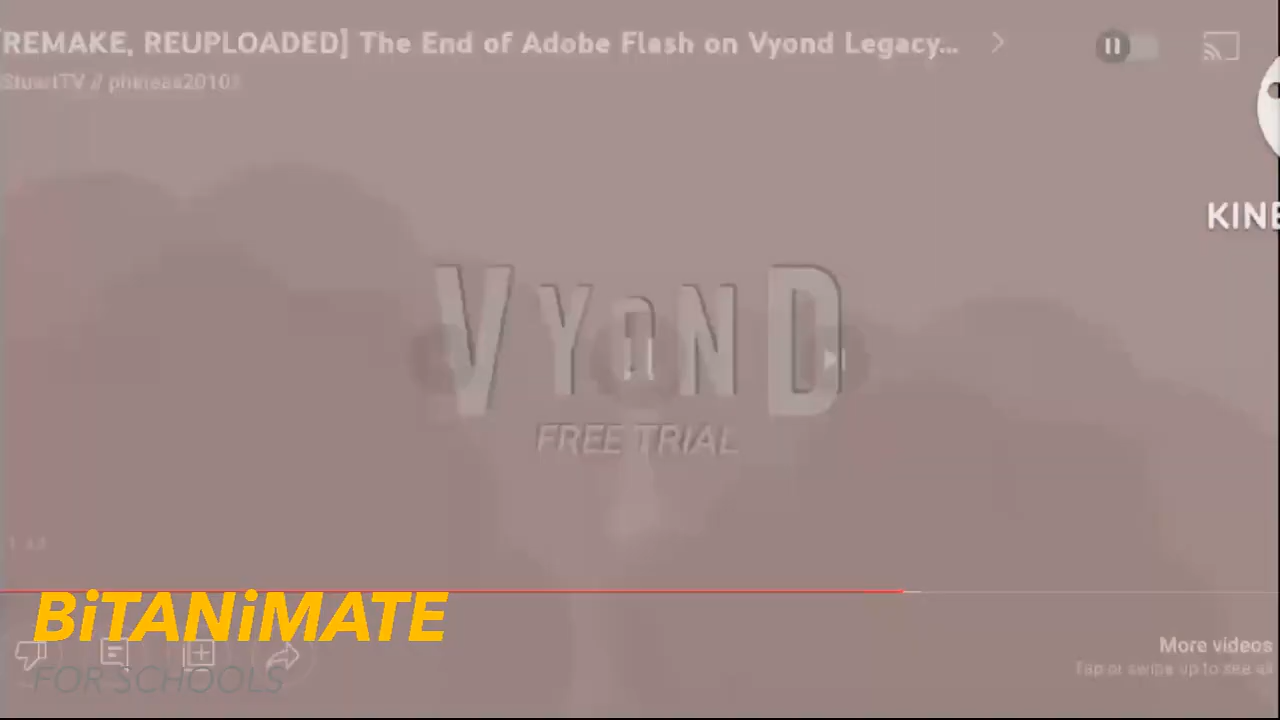 REMAKE, REUPLOADED] The End of Adobe Flash on Vyond Legacy...
StuartTV //
KINE
VYOND
FREE TRIAL
BiTANiMATE
FOR SCHOOLS
More videos
Tap or swipe up to see all